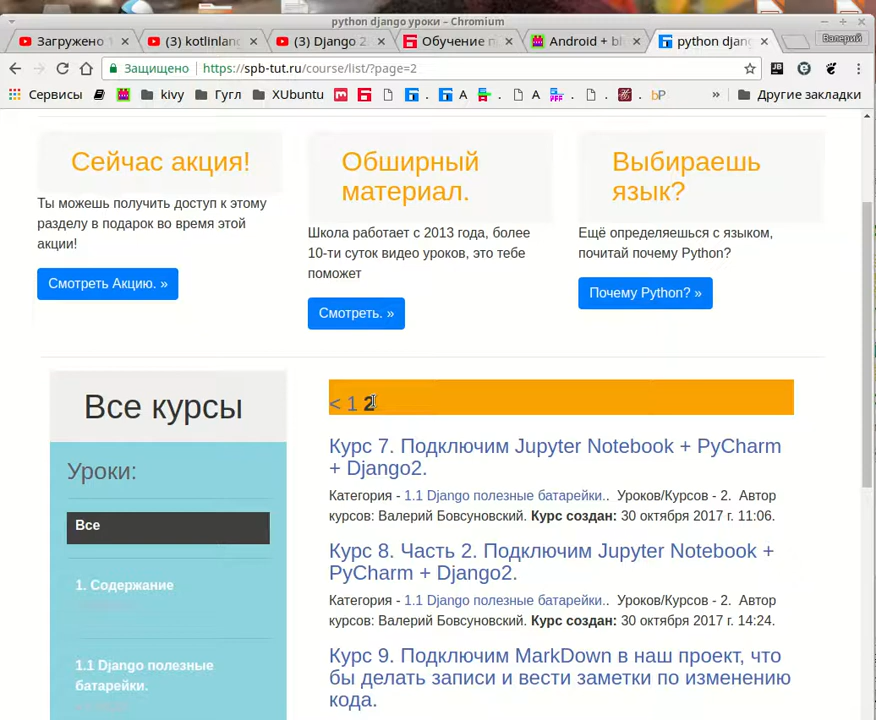 python django уроки – Chromium
Загружено
(3) kotlinlang
(3) Django 2
Обучение п
Android + bl
python djang
Валерий
Защищено
https://spb-tut.ru/course/list/?page=2
Сервисы
kivy
Гугл
XUbuntu
.
A
.
A
.
bP
»
Другие закладки
Сейчас акция!
Ты можешь получить доступ к этому
разделу в подарок во время этой
акции!
Смотреть Акцию. »
Обширный
материал.
Школа работает с 2013 года, более
10-ти суток видео уроков, это тебе
поможет
Смотреть. »
Выбираешь
язык?
Ещё определяешься с языком,
почитай почему Python?
Почему Python? »
Все курсы
Уроки:
Все
1. Содержание
1.1 Django полезные
батарейки.
< 1 2
Курс 7. Подключим Jupyter Notebook + PyCharm
+ Django2.
Категория - 1.1 Django полезные батарейки.. Уроков/Курсов - 2. Автор
курсов: Валерий Бовсуновский. Курс создан: 30 октября 2017 г. 11:06.
Курс 8. Часть 2. Подключим Jupyter Notebook +
PyCharm + Django2.
Категория - 1.1 Django полезные батарейки.. Уроков/Курсов - 2. Автор
курсов: Валерий Бовсуновский. Курс создан: 30 октября 2017 г. 14:24.
Курс 9. Подключим MarkDown в наш проект, что
бы делать записи и вести заметки по изменению
кода.